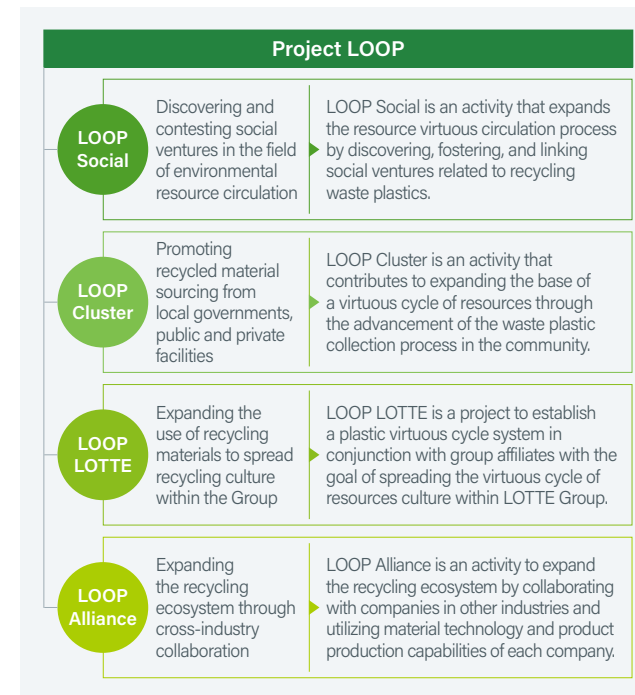 Project LOOP
LOOP
Social
Discovering and
contesting social
ventures in the field
of environmental
resource circulation
LOOP Social is an activity that expands
the resource virtuous circulation process
by discovering, fostering, and linking
social ventures related to recycling
waste plastics.
LOOP
Cluster
Promoting
recycled material
sourcing from
local governments,
public and private
facilities
LOOP Cluster is an activity that
contributes to expanding the base of
a virtuous cycle of resources through
the advancement of the waste plastic
collection process in the community.
LOOP
LOTTE
Expanding the
use of recycling
materials to spread
recycling culture
within the Group
LOOP LOTTE is a project to establish
a plastic virtuous cycle system in
conjunction with group affiliates with the
goal of spreading the virtuous cycle of
resources culture within LOTTE Group.
LOOP
Alliance
Expanding
the recycling
ecosystem through
cross-industry
collaboration
LOOP Alliance is an activity to expand
the recycling ecosystem by collaborating
with companies in other industries and
utilizing material technology and product
production capabilities of each company.